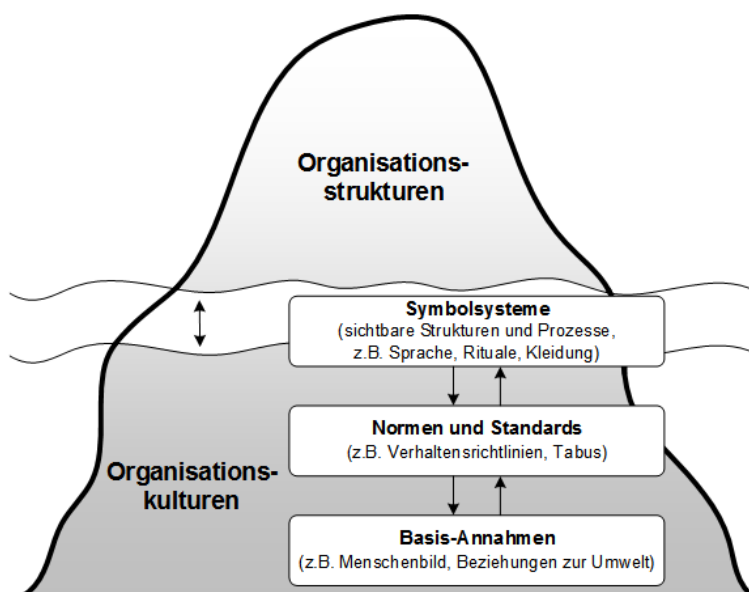 Organisations-
strukturen
Symbolsysteme
(sichtbare Strukturen und Prozesse,
z.B. Sprache, Rituale, Kleidung)
Normen und Standards
(z.B. Verhaltensrichtlinien, Tabus)
Organisations-
kulturen
Basis-Annahmen
(z.B. Menschenbild, Beziehungen zur Umwelt)